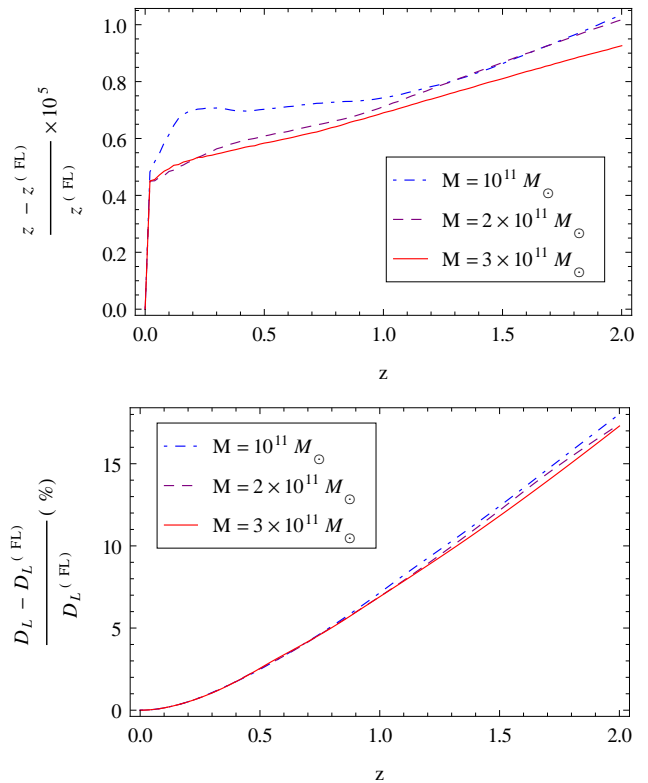 1.0
0.8
0.6
0.4
0.2
0.0
z − z^(FL) / z^(FL) ×10^5
M = 10^11 M_⊙
M = 2 × 10^11 M_⊙
M = 3 × 10^11 M_⊙
0.0 0.5 1.0 1.5 2.0
z
15
10
5
0
D_L − D_L^(FL) / D_L^(FL) (%)
M = 10^11 M_⊙
M = 2 × 10^11 M_⊙
M = 3 × 10^11 M_⊙
0.0 0.5 1.0 1.5 2.0
z